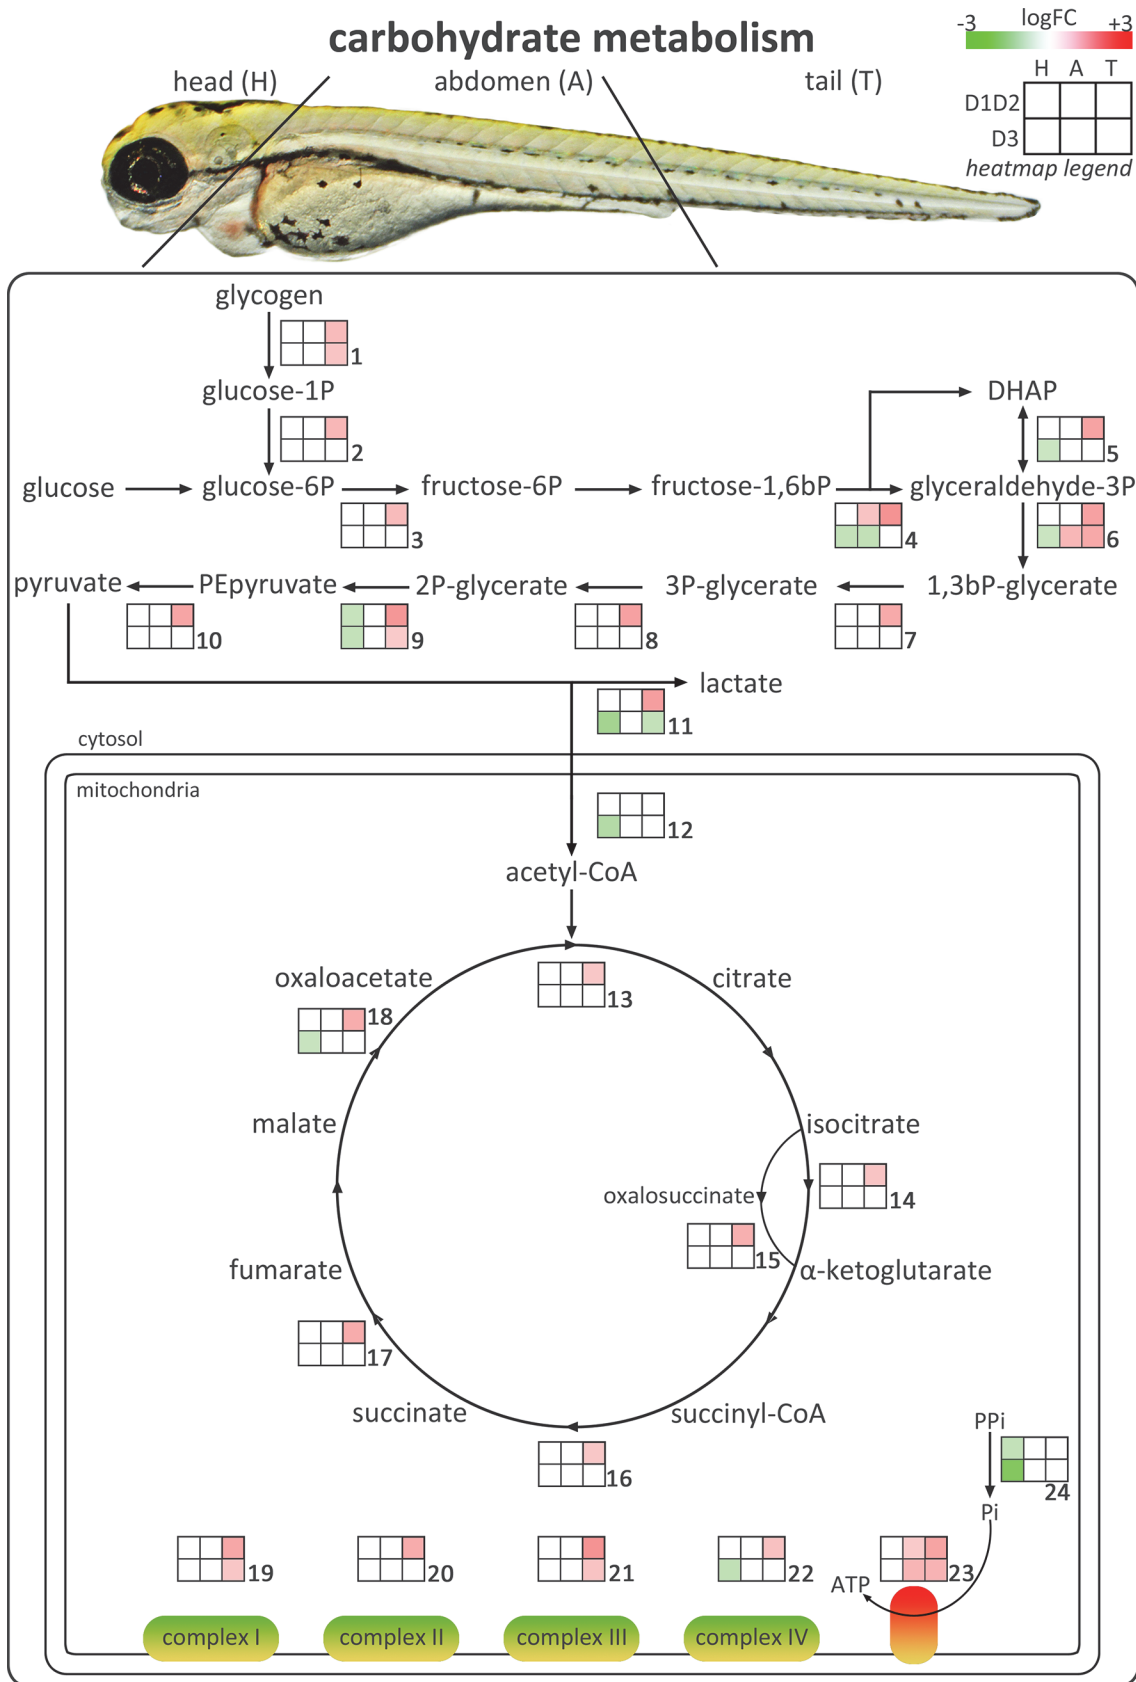 carbohydrate metabolism
-3 logFC +3
head (H) abdomen (A) tail (T)
H A T
D1D2
D3
heatmap legend
glycogen
1
glucose-1P
2
DHAP
5
glucose glucose-6P fructose-6P fructose-1,6bP glyceraldehyde-3P
3 4 6
pyruvate PEpyruvate 2P-glycerate 3P-glycerate 1,3bP-glycerate
10 9 8 7
lactate
11
cytosol
mitochondria
12
acetyl-CoA
oxaloacetate citrate
13
18
malate isocitrate
oxalosuccinate 14
15
fumarate α-ketoglutarate
17
succinate succinyl-CoA
PPi
16
24
Pi
19 20 21 22 23
ATP
complex I complex II complex III complex IV